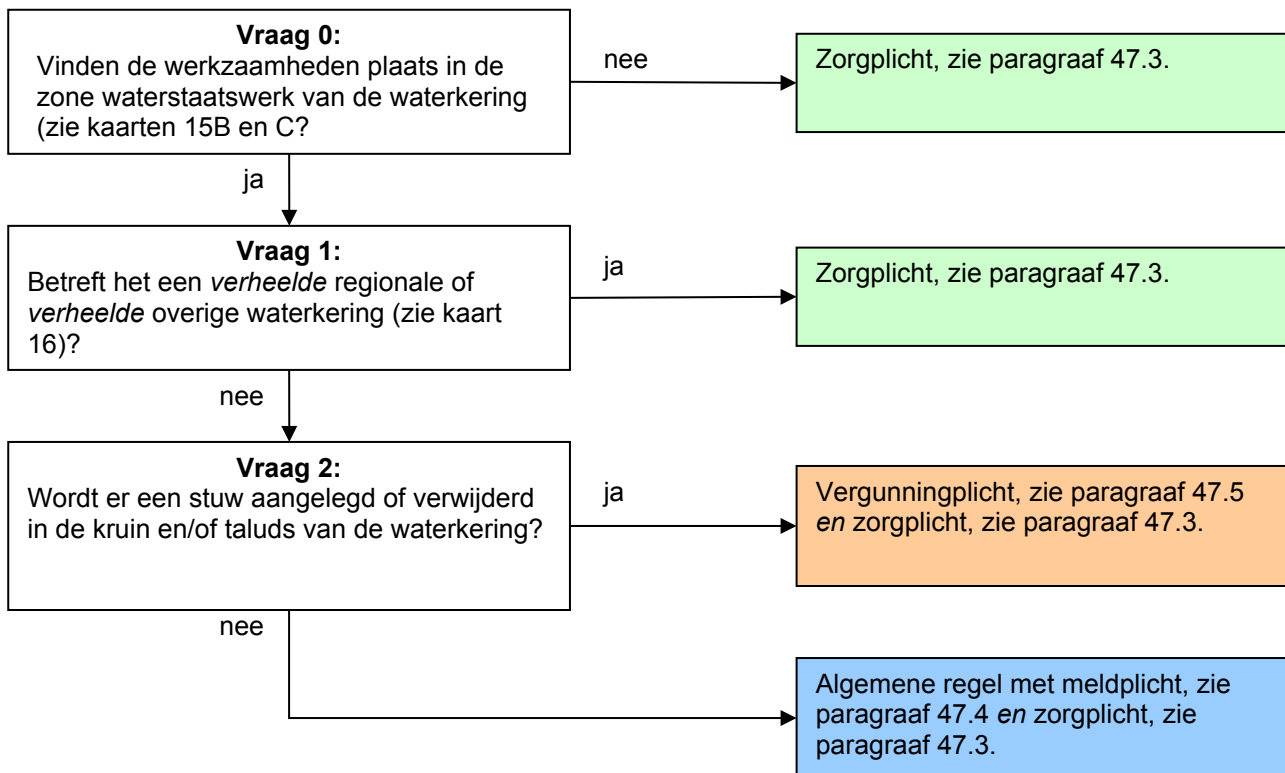 Vraag 0:
Vinden de werkzaamheden plaats in de
zone waterstaatswerk van de waterkering
(zie kaarten 15B en C?
nee
Zorgplicht, zie paragraaf 47.3.
ja
Vraag 1:
Betreft het een verheelde regionale of
verheelde overige waterkering (zie kaart
16)?
ja
Zorgplicht, zie paragraaf 47.3.
nee
Vraag 2:
Wordt er een stuw aangelegd of verwijderd
in de kruin en/of taluds van de waterkering?
ja
Vergunningplicht, zie paragraaf 47.5
en zorgplicht, zie paragraaf 47.3.
nee
Algemene regel met meldplicht, zie
paragraaf 47.4 en zorgplicht, zie
paragraaf 47.3.